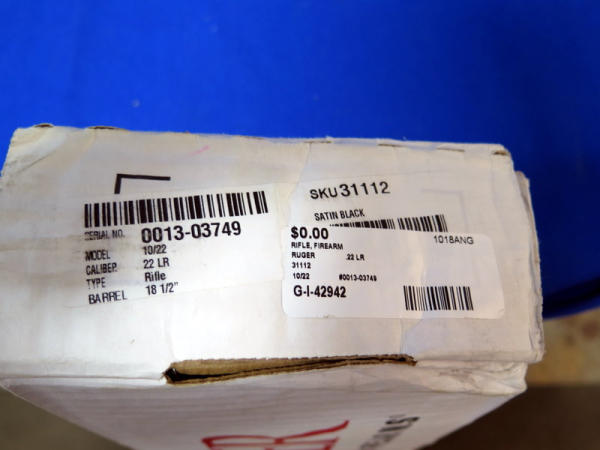 SERIAL NO. 0013-03749
MODEL 10/22
CALIBER .22 LR
TYPE Rifle
BARREL 18 1/2"
SKU 31112
SATIN BLACK
$0.00
1018ANG
RIFLE, FIREARM
RUGER .22 LR
31112
10/22 #0013-03749
G-I-42942
ER